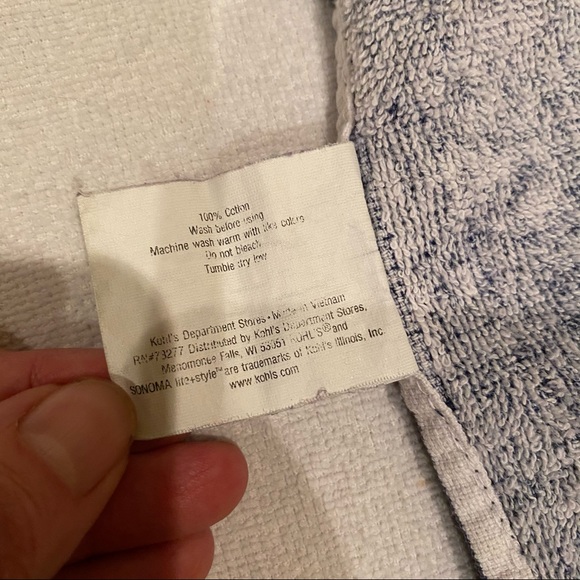 100% Cotton
Wash before using
Machine wash warm with like colors
Do not bleach
Tumble dry low
Kohl's Department Stores • Made in Vietnam
RN#73277 Distributed by Kohl's Department Stores,
Menomonee Falls, WI 53051 KOHL'S® and
SONOMA life+style™ are trademarks of Kohl's Illinois, Inc.
www.kohls.com